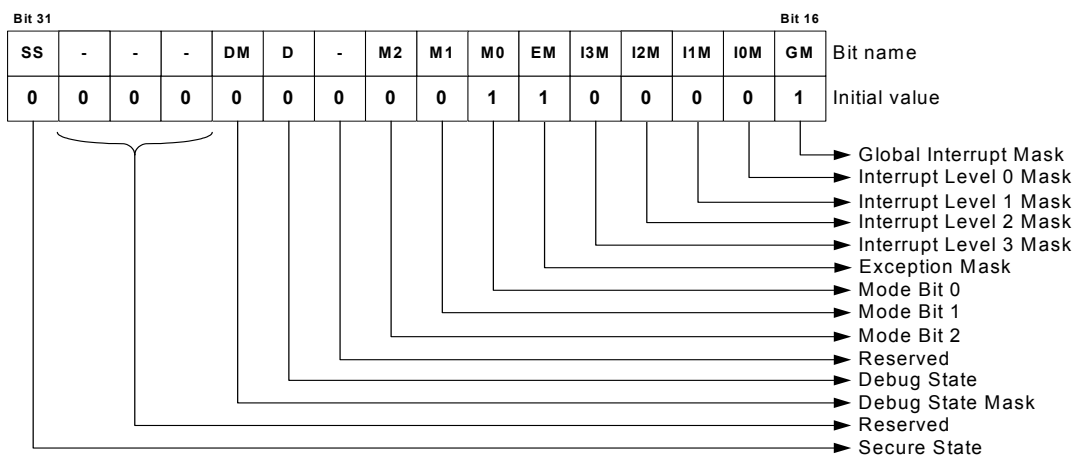 Bit 31 Bit 16
SS - - - DM D - M2 M1 M0 EM I3M I2M I1M I0M GM Bit name
0 0 0 0 0 0 0 0 0 1 1 0 0 0 0 1 Initial value
Global Interrupt Mask
Interrupt Level 0 Mask
Interrupt Level 1 Mask
Interrupt Level 2 Mask
Interrupt Level 3 Mask
Exception Mask
Mode Bit 0
Mode Bit 1
Mode Bit 2
Reserved
Debug State
Debug State Mask
Reserved
Secure State